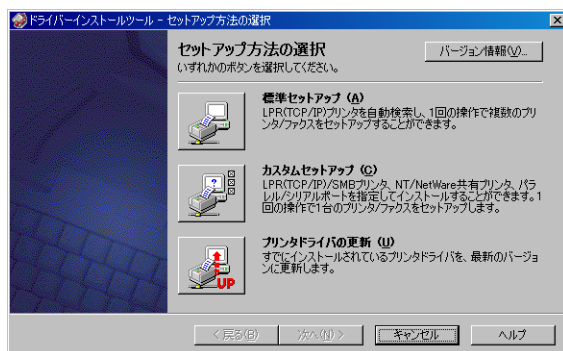 ドライバーインストールツール - セットアップ方法の選択
セットアップ方法の選択
バージョン情報(V)...
いずれかのボタンを選択してください。
標準セットアップ (A)
LPR(TCP/IP)プリンタを自動検索し、1回の操作で複数のプリ
ンタ/ファクスをセットアップすることができます。
カスタムセットアップ (C)
LPR(TCP/IP)/SMBプリンタ、NT/NetWare共有プリンタ、パラ
レル/シリアルポートを指定してインストールすることができます。1
回の操作で1台のプリンタ/ファクスをセットアップします。
プリンタドライバの更新 (U)
すでにインストールされているプリンタドライバを、最新のバージョ
ンに更新します。
UP
< 戻る(B)
次へ(N) >
キャンセル
ヘルプ